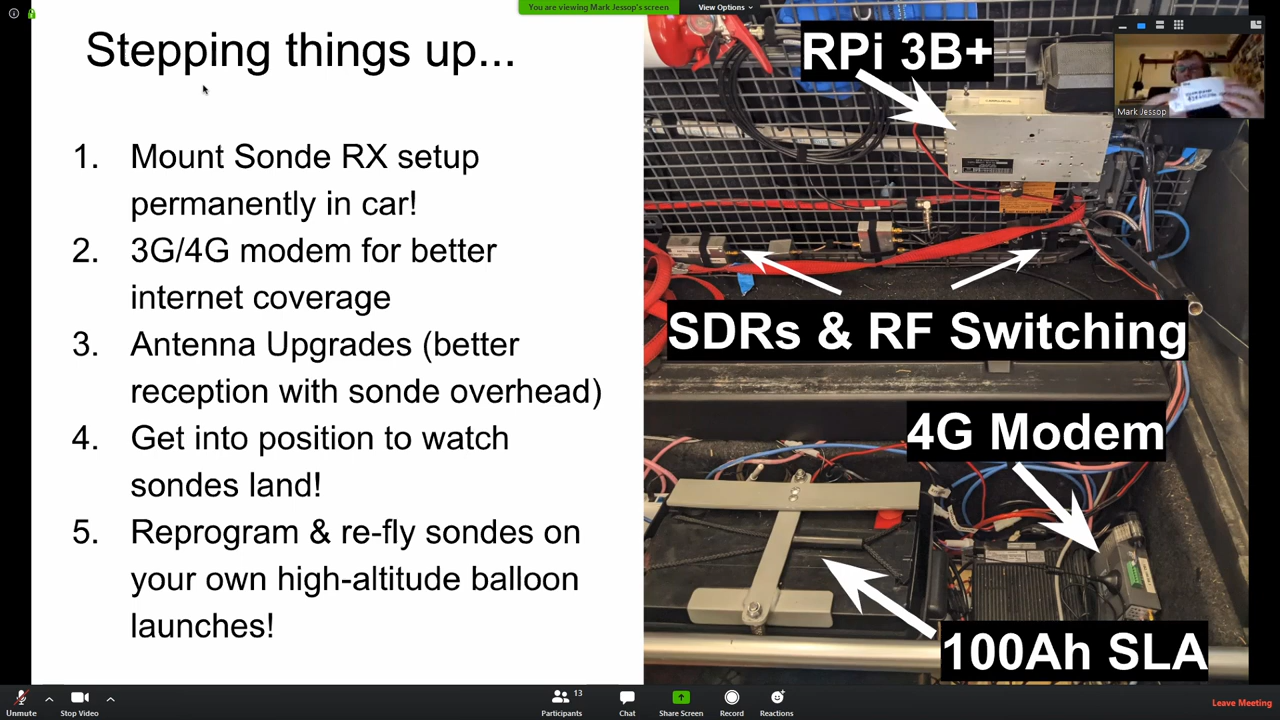 You are viewing Mark Jessop's screen
View Options
Stepping things up...
1. Mount Sonde RX setup
permanently in car!
2. 3G/4G modem for better
internet coverage
3. Antenna Upgrades (better
reception with sonde overhead)
4. Get into position to watch
sondes land!
5. Reprogram & re-fly sondes on
your own high-altitude balloon
launches!
RPi 3B+
Mark Jessop
SDRs & RF Switching
4G Modem
100Ah SLA
Unmute
Stop Video
13
Participants
Chat
Share Screen
Record
Reactions
Leave Meeting